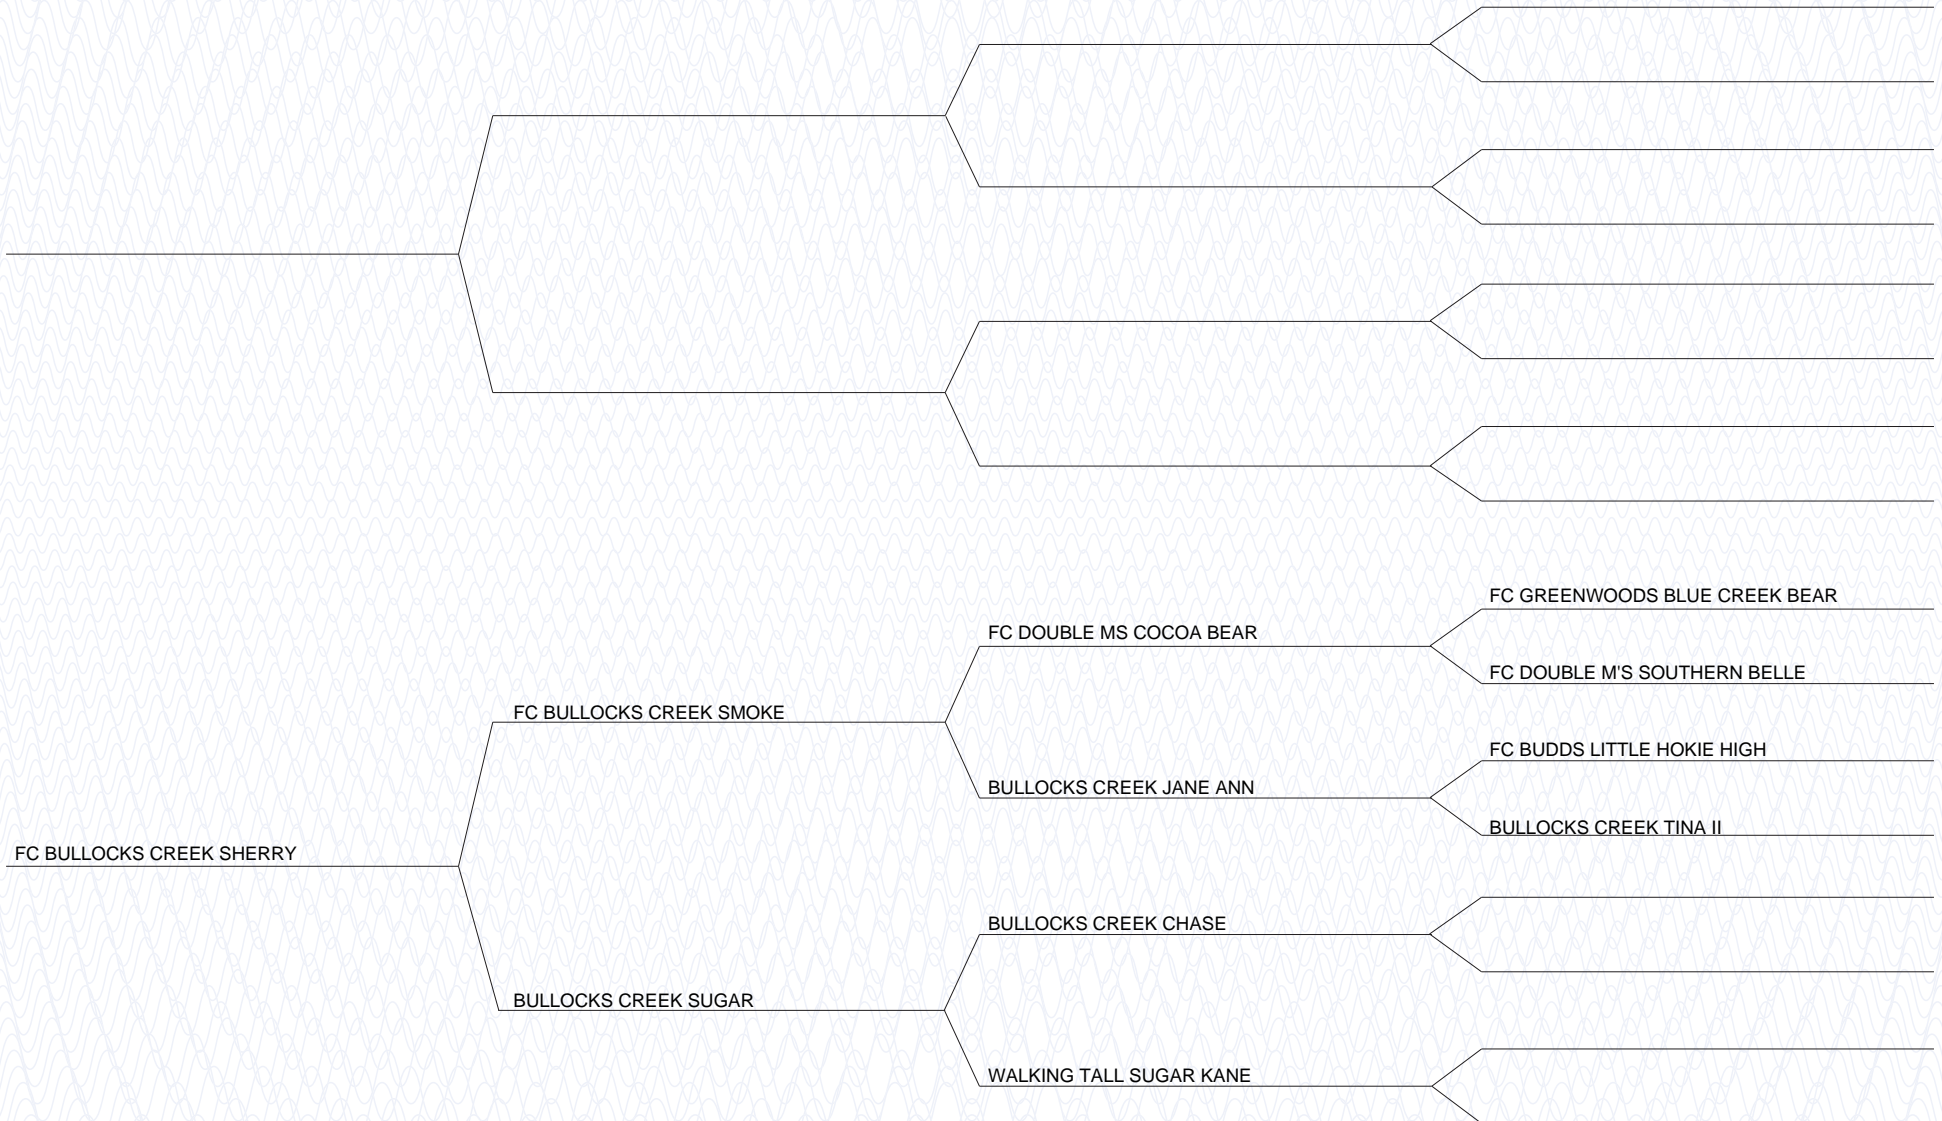 FC GREENWOODS BLUE CREEK BEAR
FC DOUBLE MS COCOA BEAR
FC DOUBLE M'S SOUTHERN BELLE
FC BULLOCKS CREEK SMOKE
FC BUDDS LITTLE HOKIE HIGH
BULLOCKS CREEK JANE ANN
BULLOCKS CREEK TINA II
FC BULLOCKS CREEK SHERRY
BULLOCKS CREEK CHASE
BULLOCKS CREEK SUGAR
WALKING TALL SUGAR KANE